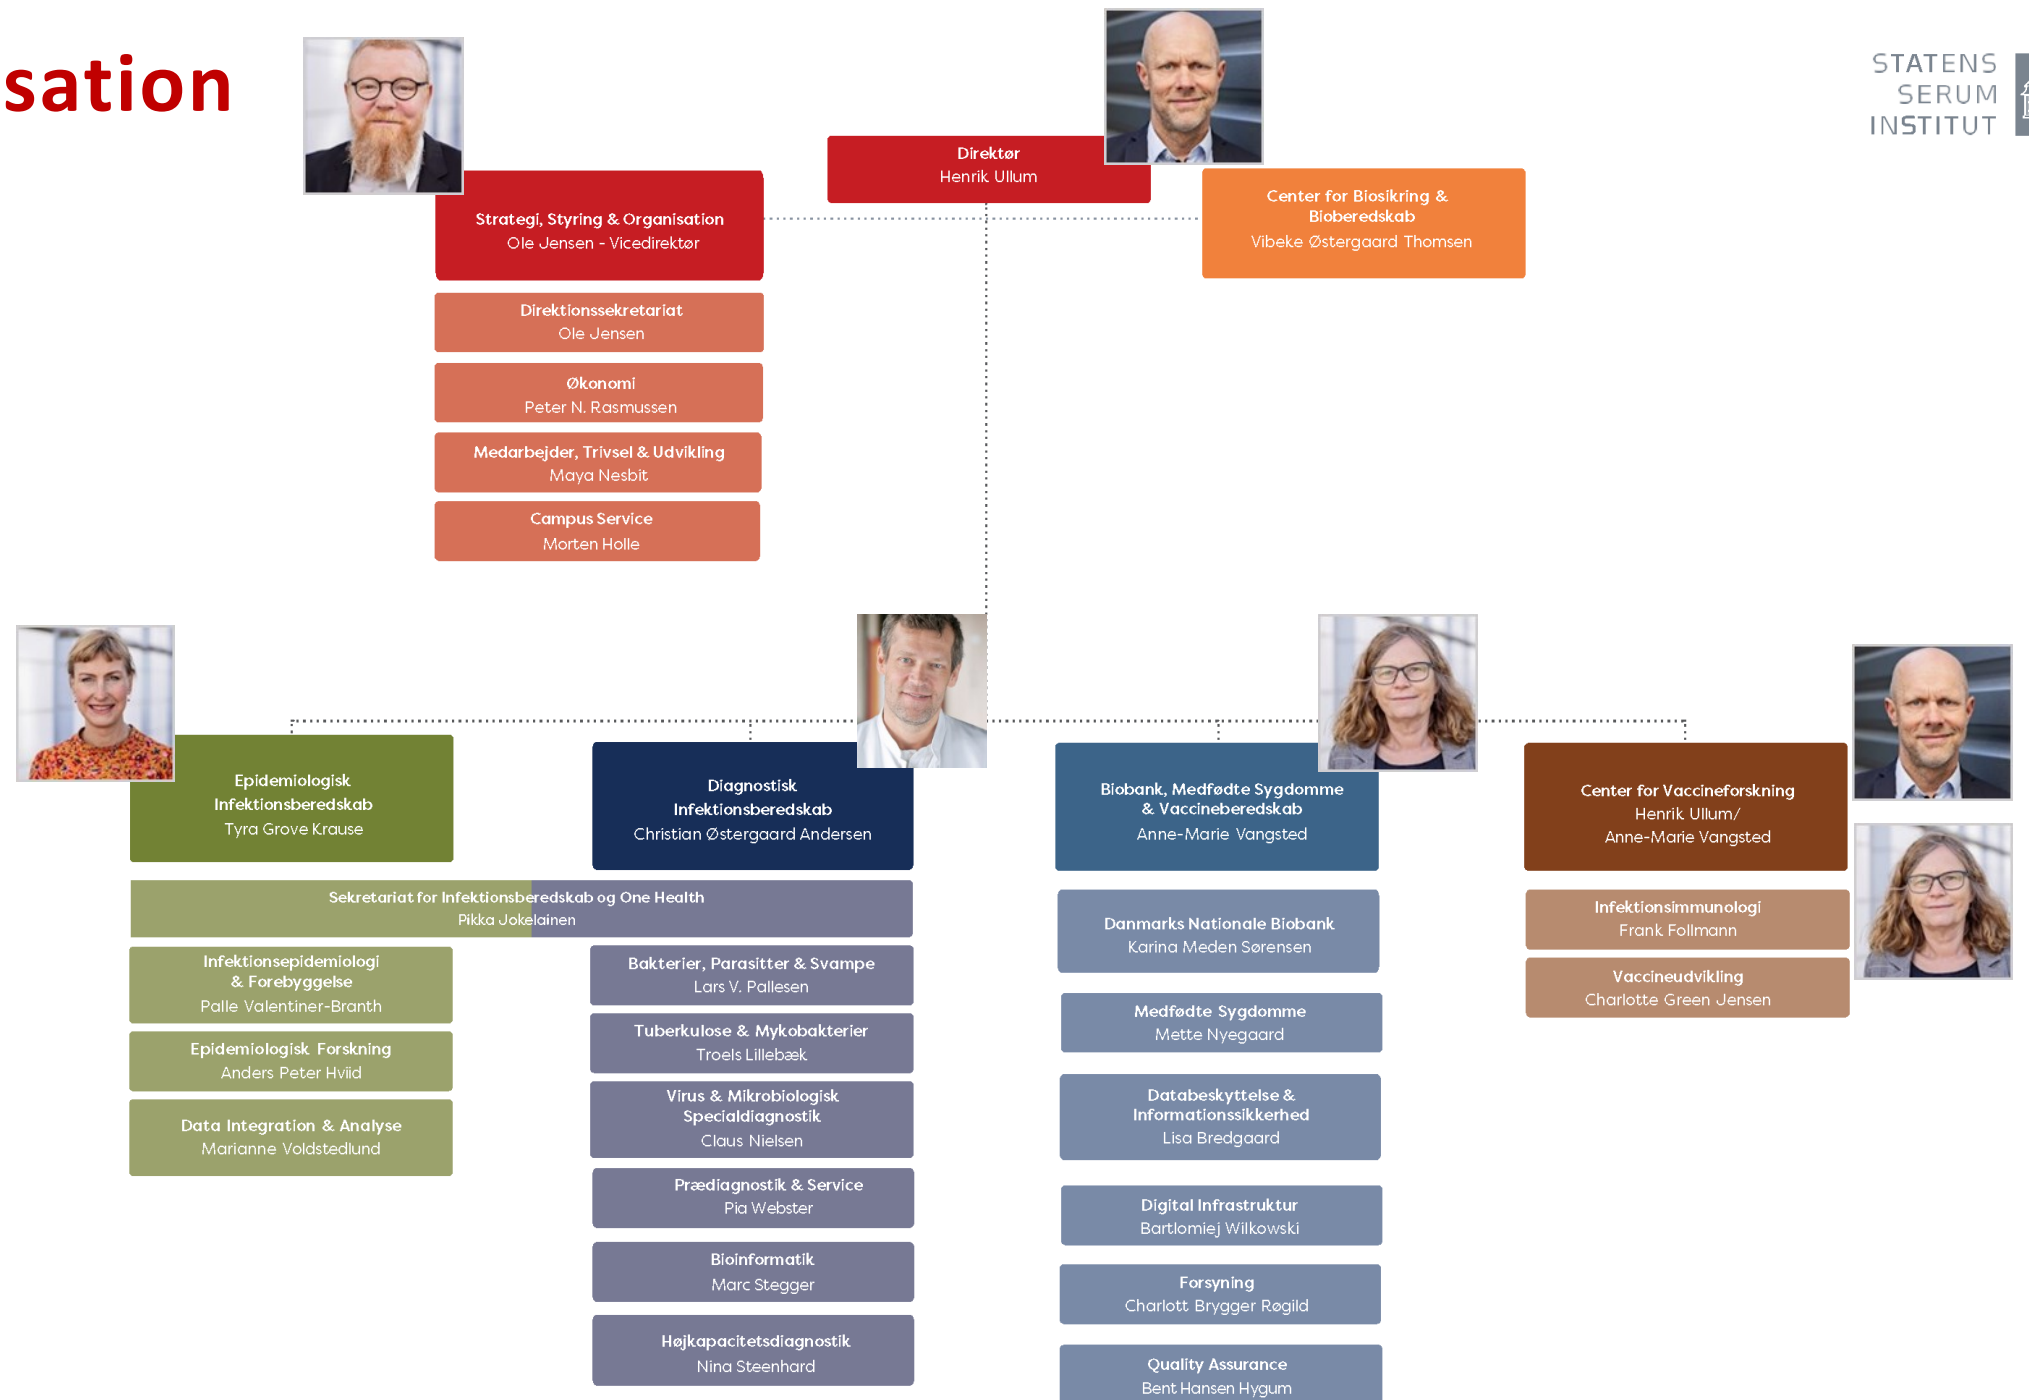 sation
STATENS
SERUM
INSTITUT
Direktør
Henrik Ullum
Strategi, Styring & Organisation
Ole Jensen - Vicedirektør
Center for Biosikring &
Bioberedskab
Vibeke Østergaard Thomsen
Direktionssekretariat
Ole Jensen
Økonomi
Peter N. Rasmussen
Medarbejder, Trivsel & Udvikling
Maya Nesbit
Campus Service
Morten Holle
Epidemiologisk
Infektionsberedskab
Tyra Grove Krause
Diagnostisk
Infektionsberedskab
Christian Østergaard Andersen
Biobank, Medfødte Sygdomme
& Vaccineberedskab
Anne-Marie Vangsted
Center for Vaccineforskning
Henrik Ullum/
Anne-Marie Vangsted
Sekretariat for Infektionsberedskab og One Health
Pikka Jokelainen
Infektionsepidemiologi
& Forebyggelse
Palle Valentiner-Branth
Epidemiologisk Forskning
Anders Peter Hviid
Data Integration & Analyse
Marianne Voldstedlund
Bakterier, Parasitter & Svampe
Lars V. Pallesen
Tuberkulose & Mykobakterier
Troels Lillebæk
Virus & Mikrobiologisk
Specialdiagnostik
Claus Nielsen
Prædiagnostik & Service
Pia Webster
Bioinformatik
Marc Stegger
Højkapacitetsdiagnostik
Nina Steenhard
Danmarks Nationale Biobank
Karina Meden Sørensen
Medfødte Sygdomme
Mette Nyegaard
Databeskyttelse &
Informationssikkerhed
Lisa Bredgaard
Digital Infrastruktur
Bartlomiej Wilkowski
Forsyning
Charlott Brygger Røgild
Quality Assurance
Bent Hansen Hygum
Infektionsimmunologi
Frank Follmann
Vaccineudvikling
Charlotte Green Jensen